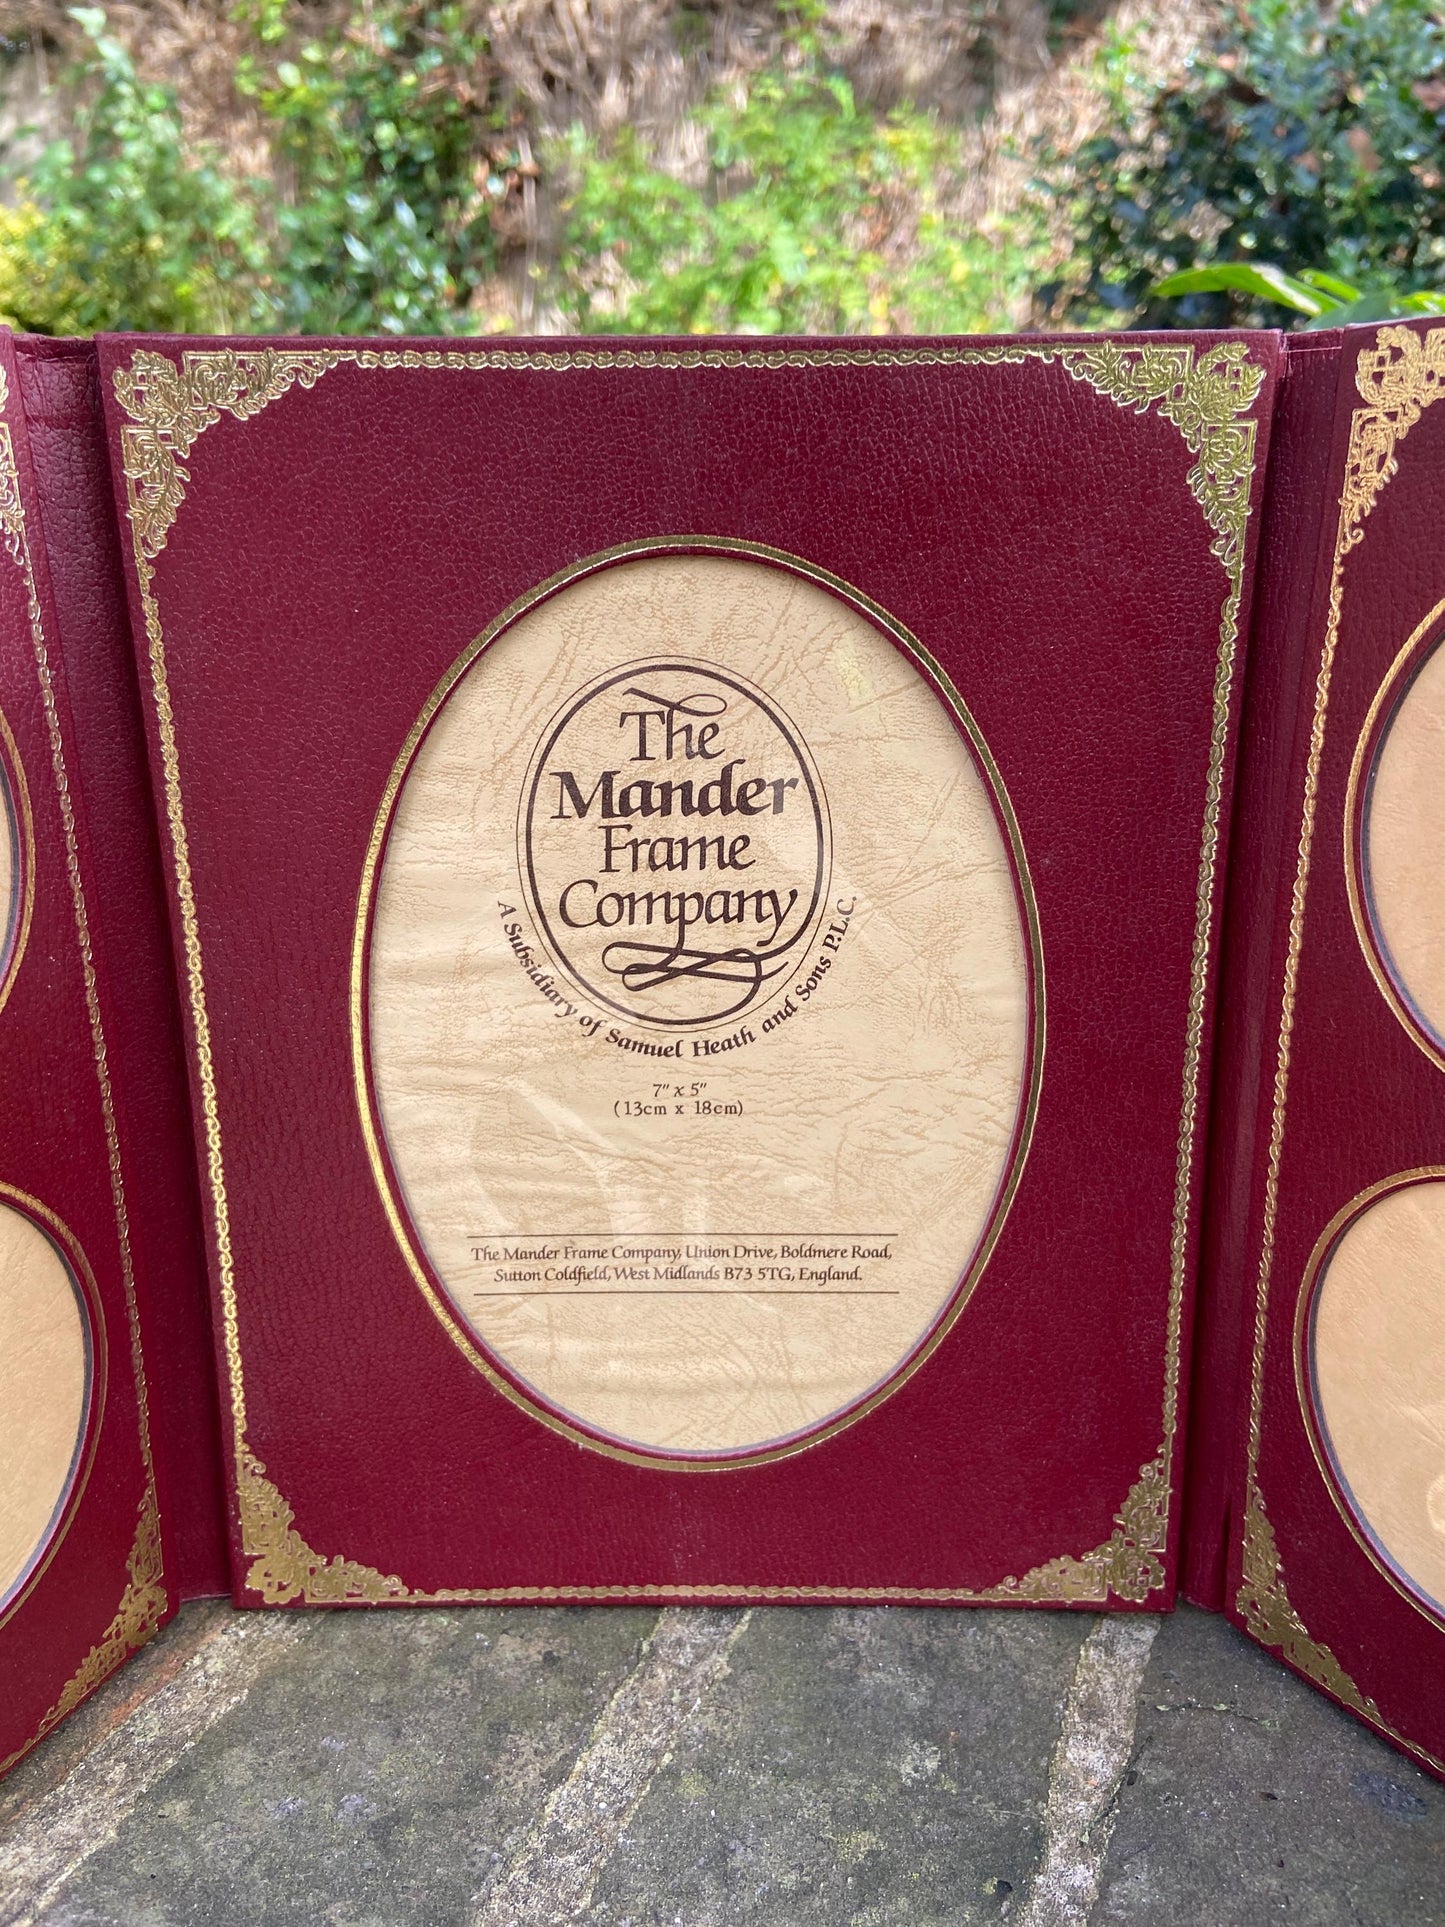 The
Mander
Frame
Company
A Subsidiary of Samuel Heath and Sons P.L.C.
7" x 5"
(13cm x 18cm)
The Mander Frame Company, Union Drive, Boldmere Road,
Sutton Coldfield, West Midlands B73 5TG, England.